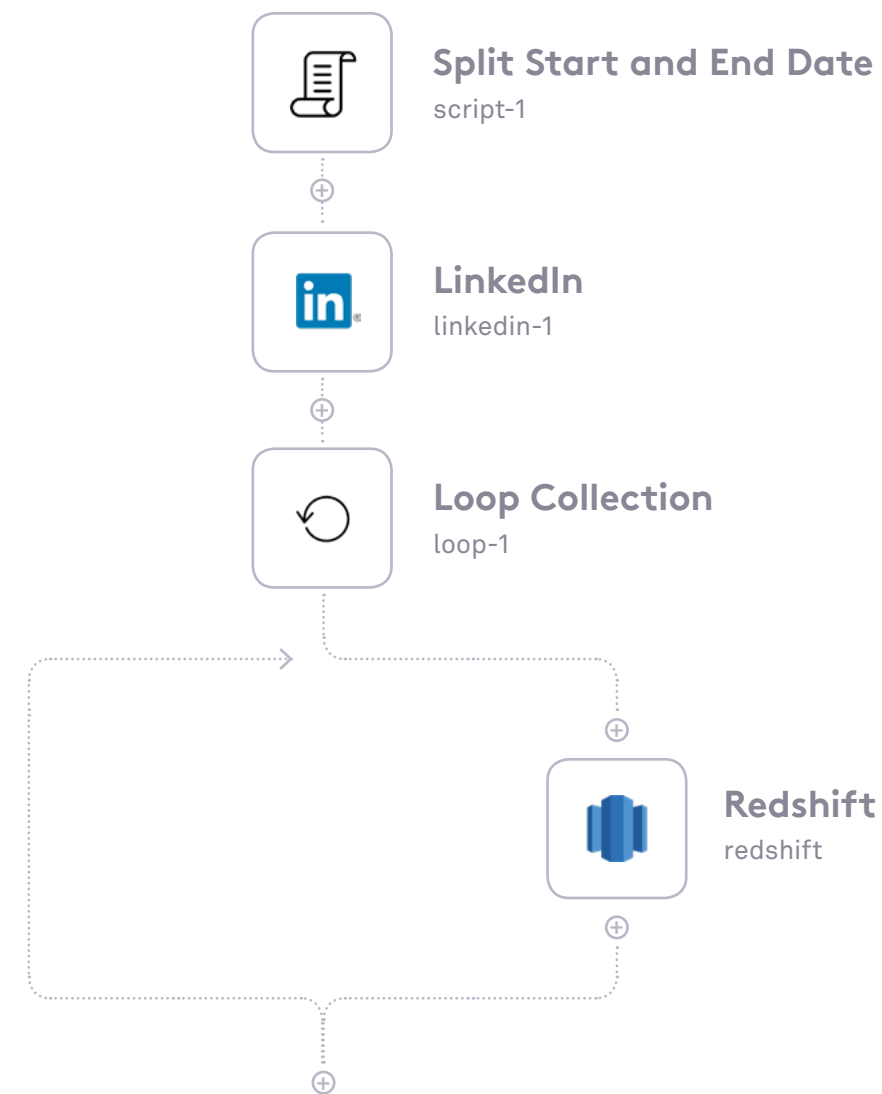 Split Start and End Date
script-1
in
LinkedIn
linkedin-1
Loop Collection
loop-1
Redshift
redshift